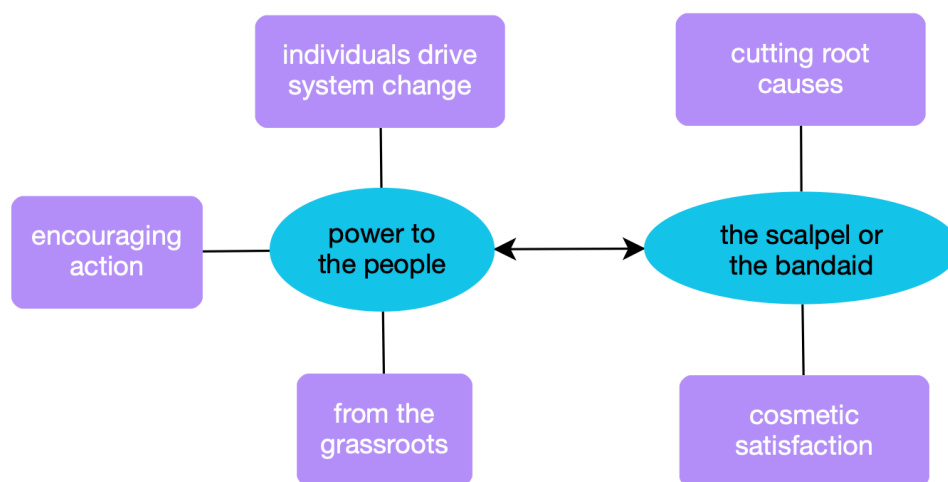 individuals drive
system change
cutting root
causes
encouraging
action
power to
the people
the scalpel or
the bandaid
from the
grassroots
cosmetic
satisfaction